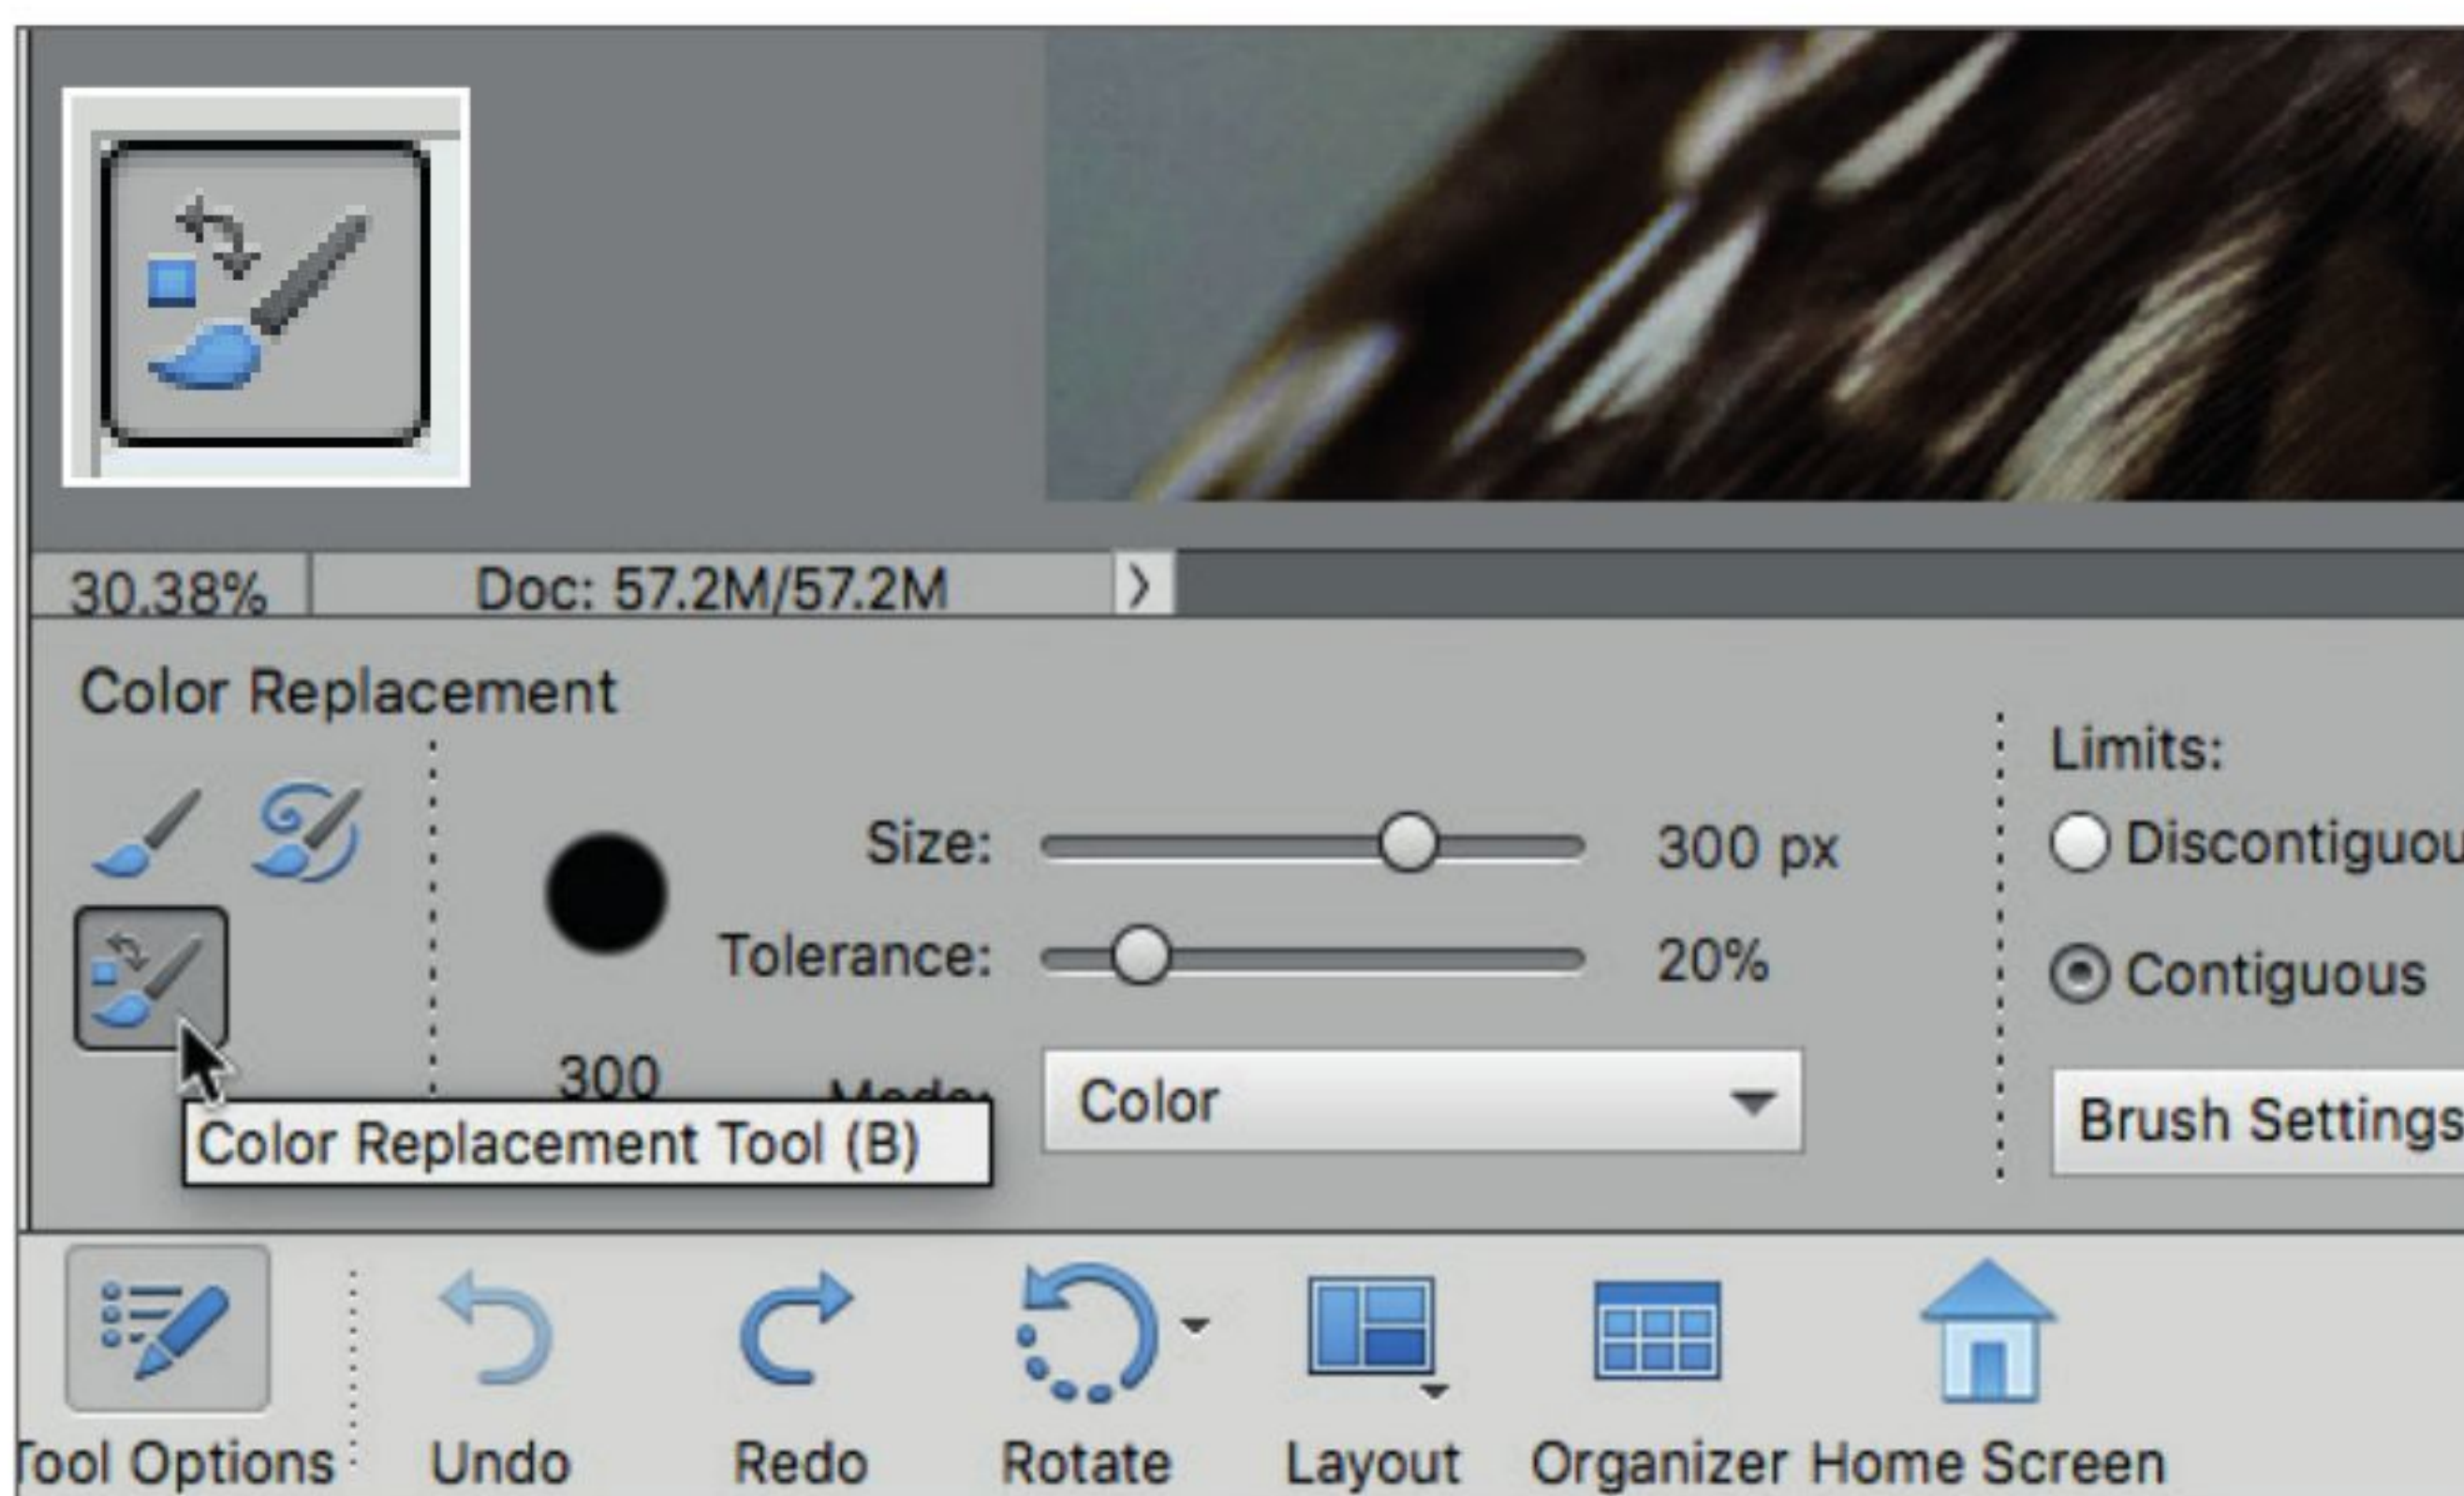 30.38% Doc: 57.2M/57.2M
Color Replacement
Limits:
Size: 300 px
Discontiguou
Tolerance: 20%
Contiguous
300
Mode: Color
Brush Settings
Color Replacement Tool (B)
Tool Options Undo Redo Rotate Layout Organizer Home Screen